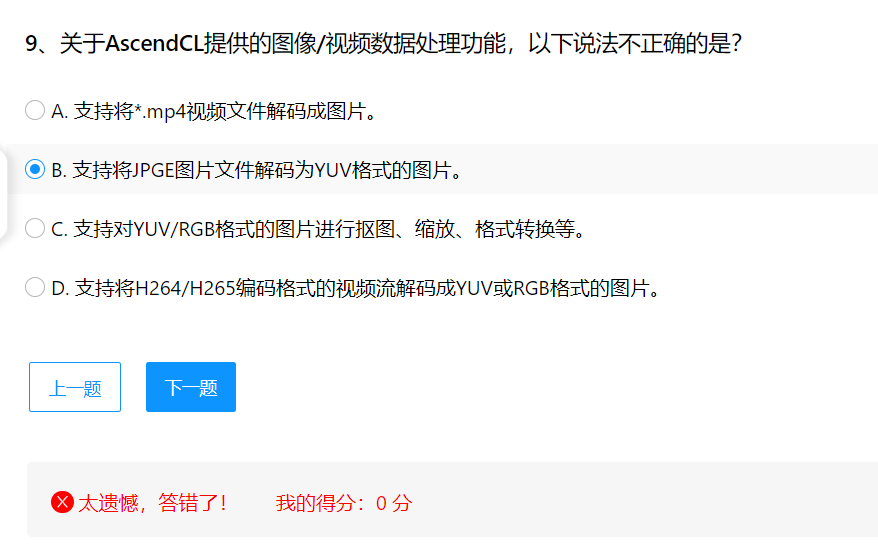 9、关于AscendCL提供的图像/视频数据处理功能，以下说法不正确的是？
A. 支持将*.mp4视频文件解码成图片。
B. 支持将JPGE图片文件解码为YUV格式的图片。
C. 支持对YUV/RGB格式的图片进行抠图、缩放、格式转换等。
D. 支持将H264/H265编码格式的视频流解码成YUV或RGB格式的图片。
上一题 下一题
太遗憾，答错了！ 我的得分：0 分